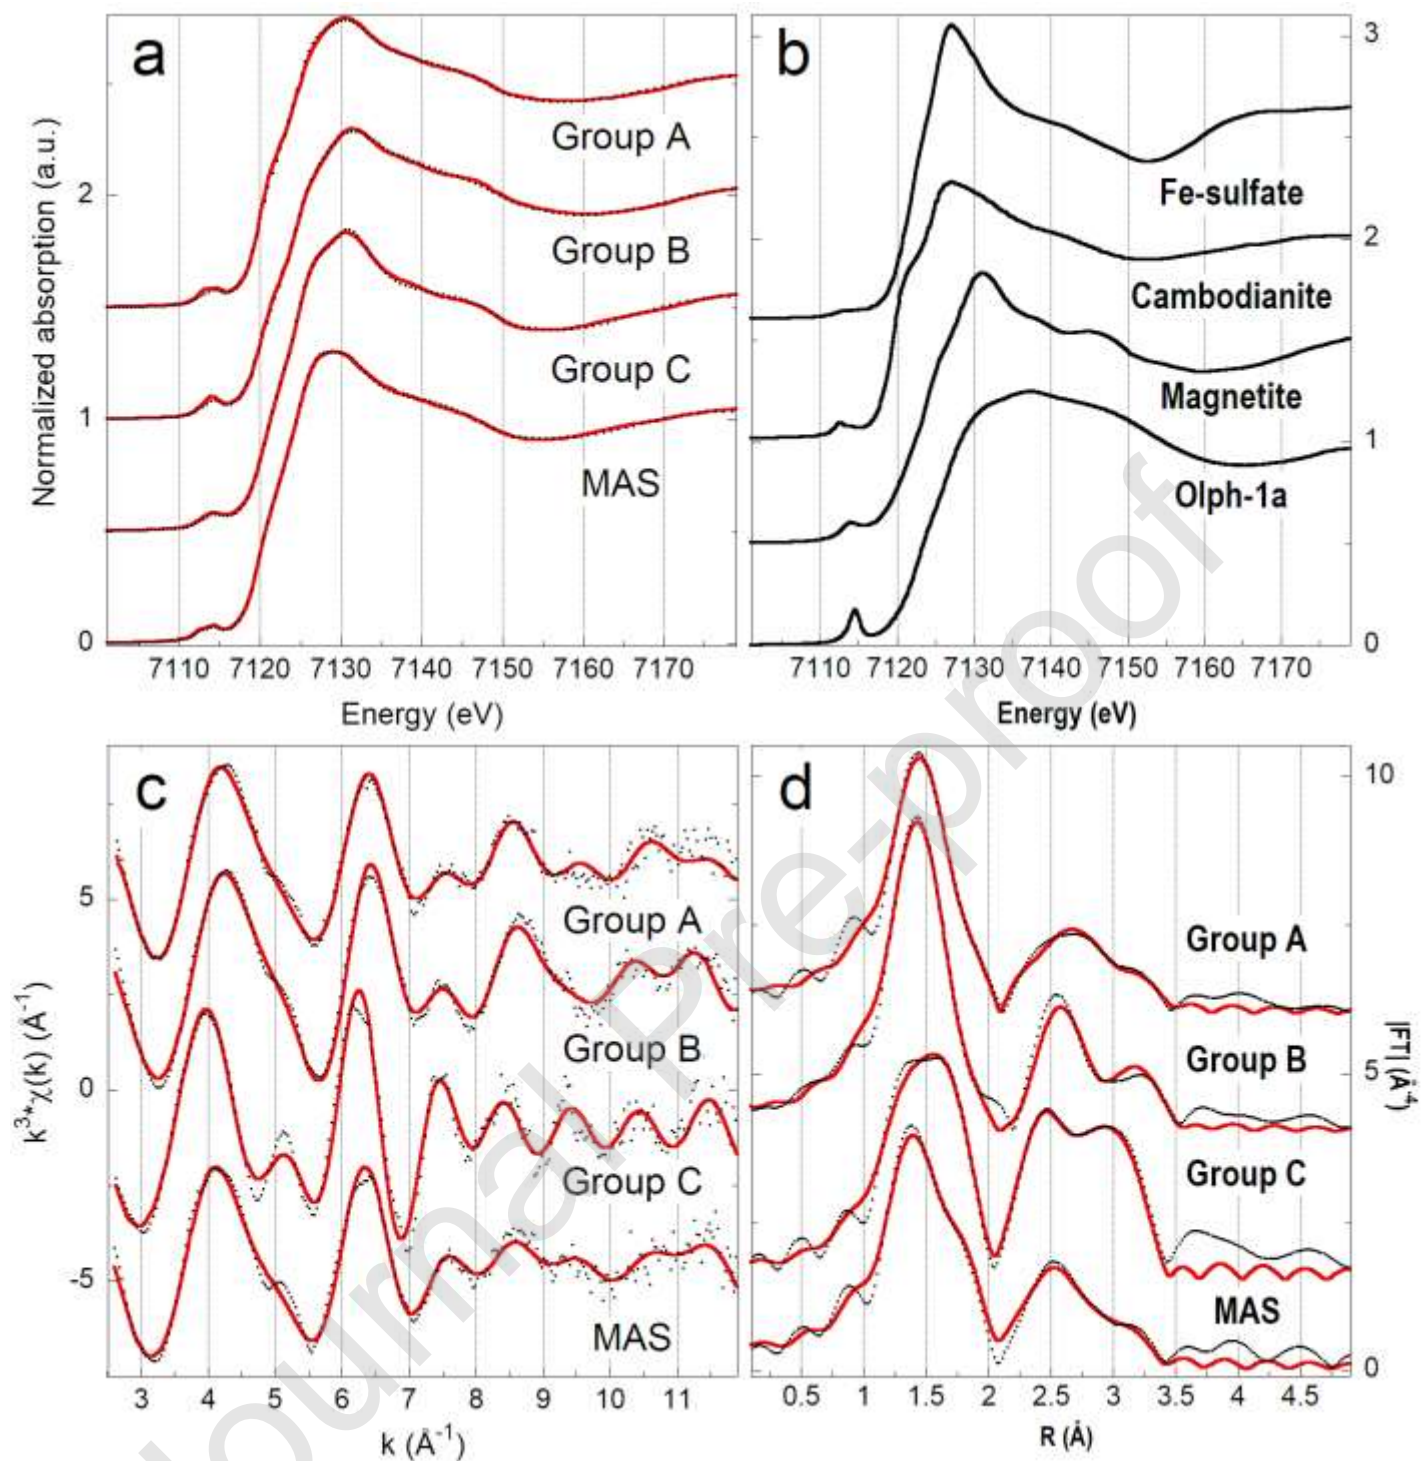 a
b
Normalized absorption (a.u.)
2
1
0
Group A
Group B
Group C
MAS
7110 7120 7130 7140 7150 7160 7170
Energy (eV)
3
2
1
0
Fe-sulfate
Cambodianite
Magnetite
Olph-1a
7110 7120 7130 7140 7150 7160 7170
Energy (eV)
c
d
k³*χ(k) (Å⁻¹)
5
0
-5
Group A
Group B
Group C
MAS
3 4 5 6 7 8 9 10 11
k (Å⁻¹)
10
5
0
|FT| (Å⁻⁴)
Group A
Group B
Group C
MAS
0.5 1 1.5 2 2.5 3 3.5 4 4.5
R (Å)
Journal Pre-proof